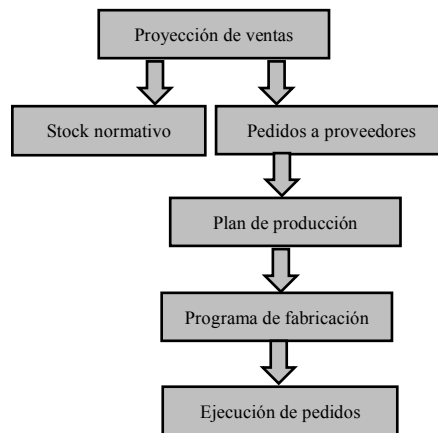 Proyección de ventas
Stock normativo
Pedidos a proveedores
Plan de producción
Programa de fabricación
Ejecución de pedidos